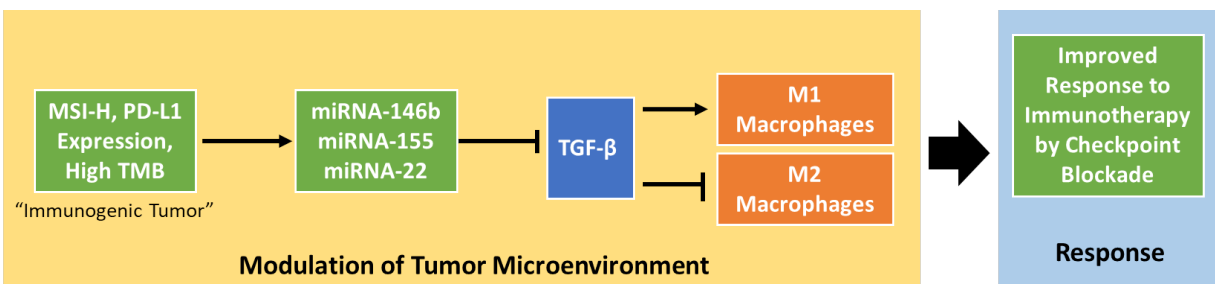 MSI-H, PD-L1
Expression,
High TMB
“Immunogenic Tumor”
miRNA-146b
miRNA-155
miRNA-22
TGF-β
M1
Macrophages
M2
Macrophages
Modulation of Tumor Microenvironment
Improved
Response to
Immunotherapy
by Checkpoint
Blockade
Response